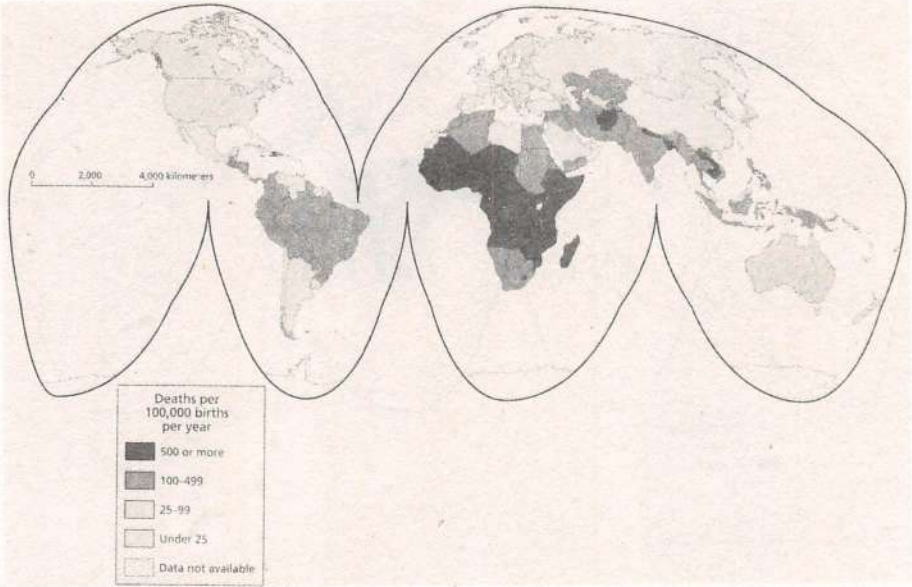 0 2,000 4,000 kilometers
Deaths per
100,000 births
per year
500 or more
100–499
25–99
Under 25
Data not available